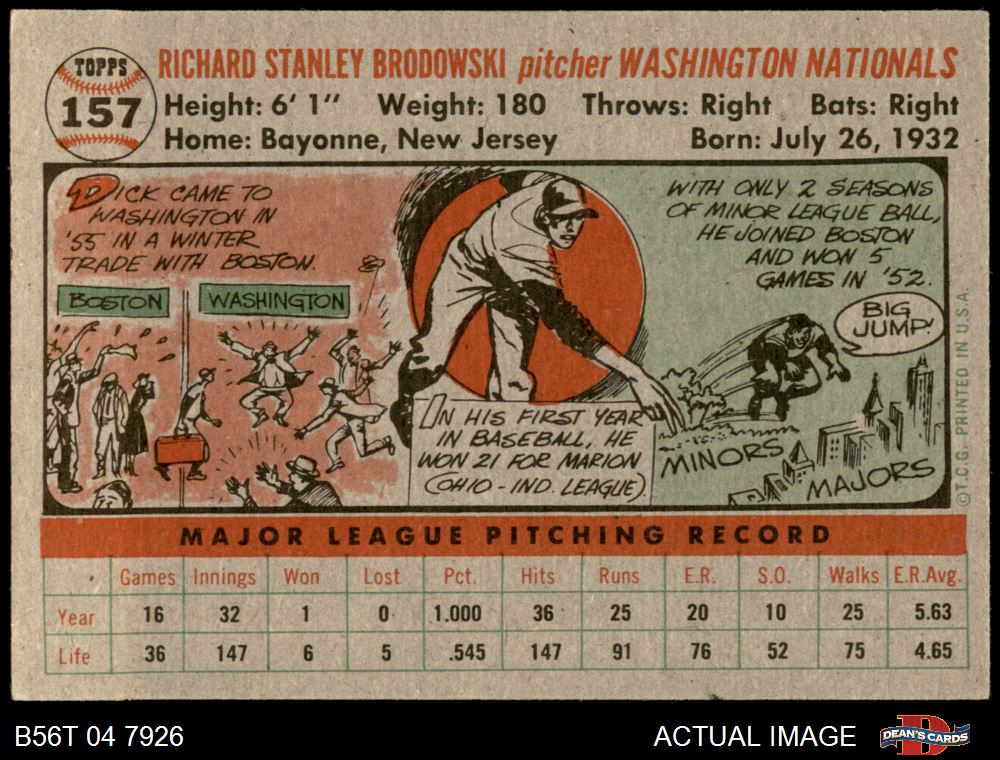 TOPPS
157
RICHARD STANLEY BRODOWSKI pitcher WASHINGTON NATIONALS
Height: 6' 1" Weight: 180 Throws: Right Bats: Right
Home: Bayonne, New Jersey Born: July 26, 1932
DICK CAME TO
WASHINGTON IN
'55 IN A WINTER
TRADE WITH BOSTON.
BOSTON
WASHINGTON
IN HIS FIRST YEAR
IN BASEBALL, HE
WON 21 FOR MARION
(OHIO-IND. LEAGUE).
WITH ONLY 2 SEASONS
OF MINOR LEAGUE BALL,
HE JOINED BOSTON
AND WON 5
GAMES IN '52.
BIG
JUMP!
MINORS
MAJORS
©T.C.G. PRINTED IN U.S.A.
MAJOR LEAGUE PITCHING RECORD
Games Innings Won Lost Pct. Hits Runs E.R. S.O. Walks E.R.Avg.
Year 16 32 1 0 1.000 36 25 20 10 25 5.63
Life 36 147 6 5 .545 147 91 76 52 75 4.65
B56T 04 7926
ACTUAL IMAGE
DEAN'S CARDS